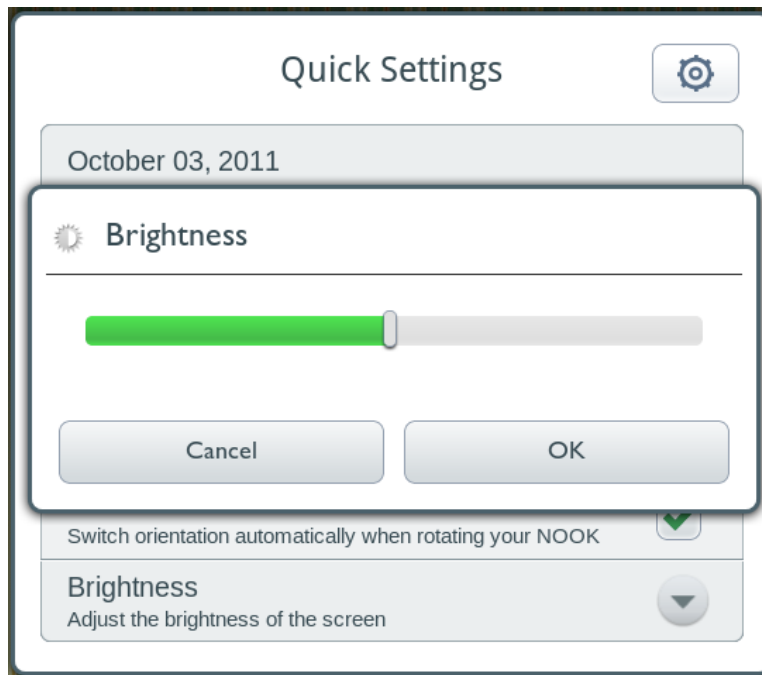 Quick Settings
October 03, 2011
Brightness
Cancel
OK
Switch orientation automatically when rotating your NOOK
Brightness
Adjust the brightness of the screen